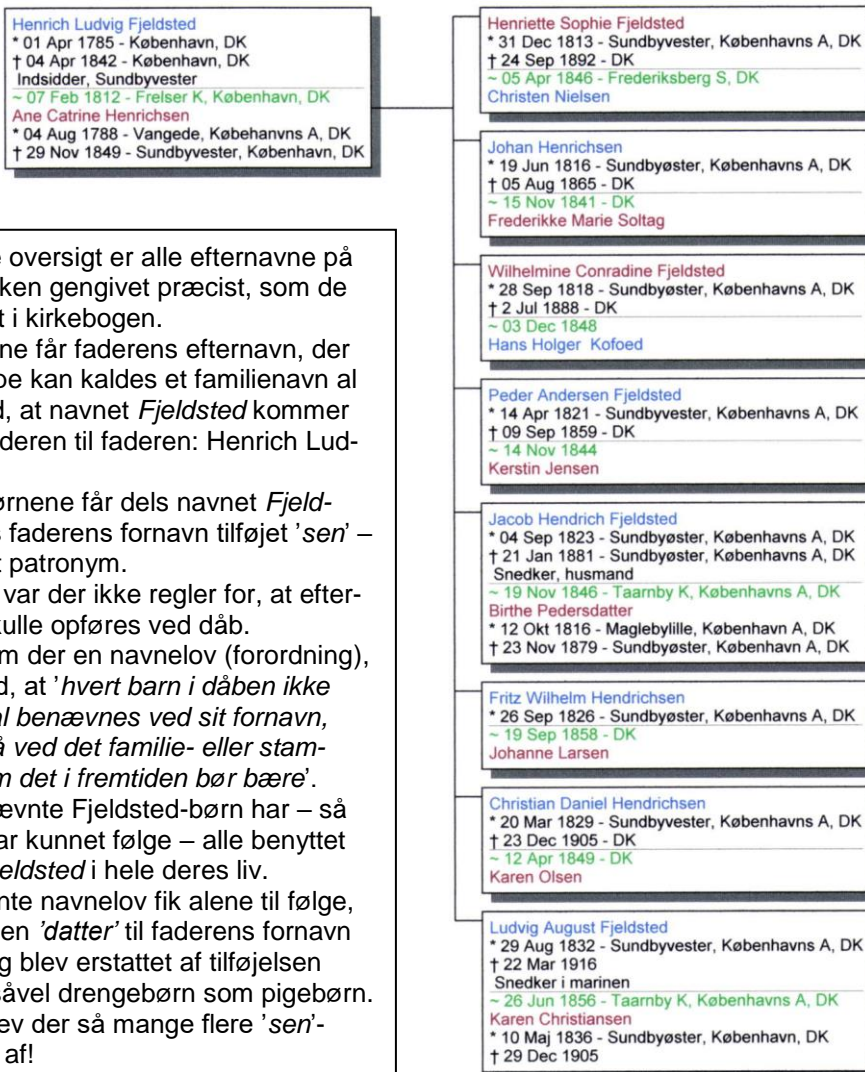 Henrich Ludvig Fjeldsted
* 01 Apr 1785 - København, DK
† 04 Apr 1842 - København, DK
Indsidder, Sundbyvester
~ 07 Feb 1812 - Frelser K, København, DK
Ane Catrine Henrichsen
* 04 Aug 1788 - Vangede, Købehanvns A, DK
† 29 Nov 1849 - Sundbyvester, København, DK
oversigt er alle efternavne på
ken gengivet præcist, som de
t i kirkebogen.
ne får faderens efternavn, der
oe kan kaldes et familienavn al
d, at navnet Fjeldsted kommer
deren til faderen: Henrich Lud-
ørnene får dels navnet Fjeld-
s faderens fornavn tilføjet 'sen' –
t patronym.
var der ikke regler for, at efter-
kulle opføres ved dåb.
m der en navnelov (forordning),
d, at 'hvert barn i dåben ikke
al benævnes ved sit fornavn,
å ved det familie- eller stam-
m det i fremtiden bør bære'.
ævnte Fjeldsted-børn har – så
ar kunnet følge – alle benyttet
eldsted i hele deres liv.
nte navnelov fik alene til følge,
en 'datter' til faderens fornavn
g blev erstattet af tilføjelsen
såvel drengebørn som pigebørn.
lev der så mange flere 'sen'-
af!
Henriette Sophie Fjeldsted
* 31 Dec 1813 - Sundbyvester, Københavns A, DK
† 24 Sep 1892 - DK
~ 05 Apr 1846 - Frederiksberg S, DK
Christen Nielsen
Johan Henrichsen
* 19 Jun 1816 - Sundbyøster, Københavns A, DK
† 05 Aug 1865 - DK
~ 15 Nov 1841 - DK
Frederikke Marie Soltag
Wilhelmine Conradine Fjeldsted
* 28 Sep 1818 - Sundbyøster, Københavns A, DK
† 2 Jul 1888 - DK
~ 03 Dec 1848
Hans Holger Kofoed
Peder Andersen Fjeldsted
* 14 Apr 1821 - Sundbyvester, Københavns A, DK
† 09 Sep 1859 - DK
~ 14 Nov 1844
Kerstin Jensen
Jacob Hendrich Fjeldsted
* 04 Sep 1823 - Sundbyøster, Københavns A, DK
† 21 Jan 1881 - Sundbyøster, Københavns A, DK
Snedker, husmand
~ 19 Nov 1846 - Taarnby K, Københavns A, DK
Birthe Pedersdatter
* 12 Okt 1816 - Maglebylille, København A, DK
† 23 Nov 1879 - Sundbyøster, København A, DK
Fritz Wilhelm Hendrichsen
* 26 Sep 1826 - Sundbyøster, Københavns A, DK
~ 19 Sep 1858 - DK
Johanne Larsen
Christian Daniel Hendrichsen
* 20 Mar 1829 - Sundbyvester, Københavns A, DK
† 23 Dec 1905 - DK
~ 12 Apr 1849 - DK
Karen Olsen
Ludvig August Fjeldsted
* 29 Aug 1832 - Sundbyvester, Københavns A, DK
† 22 Mar 1916
Snedker i marinen
~ 26 Jun 1856 - Taarnby K, Københavns A, DK
Karen Christiansen
* 10 Maj 1836 - Sundbyøster, København, DK
† 29 Dec 1905